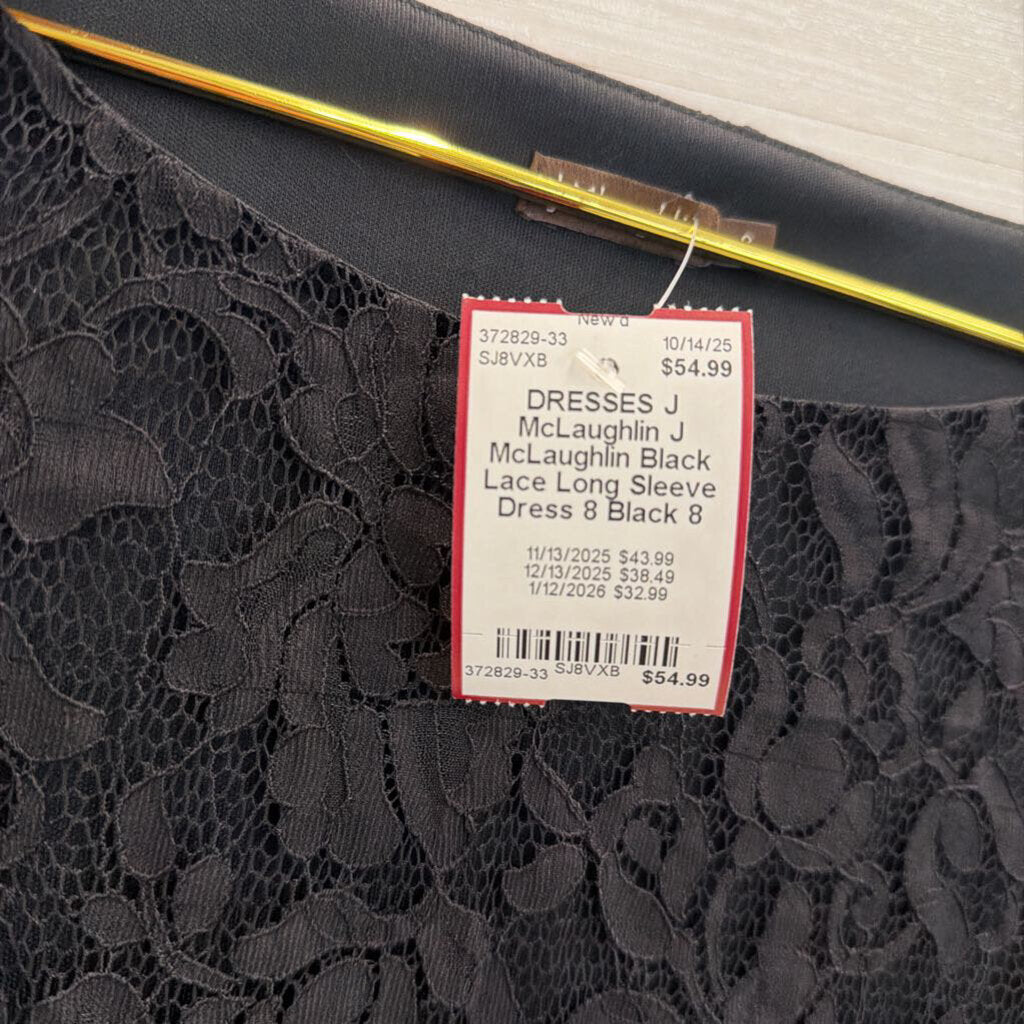 New a
372829-33 10/14/25
SJ8VXB $54.99
DRESSES J
McLaughlin J
McLaughlin Black
Lace Long Sleeve
Dress 8 Black 8
11/13/2025 $43.99
12/13/2025 $38.49
1/12/2026 $32.99
372829-33 SJ8VXB $54.99